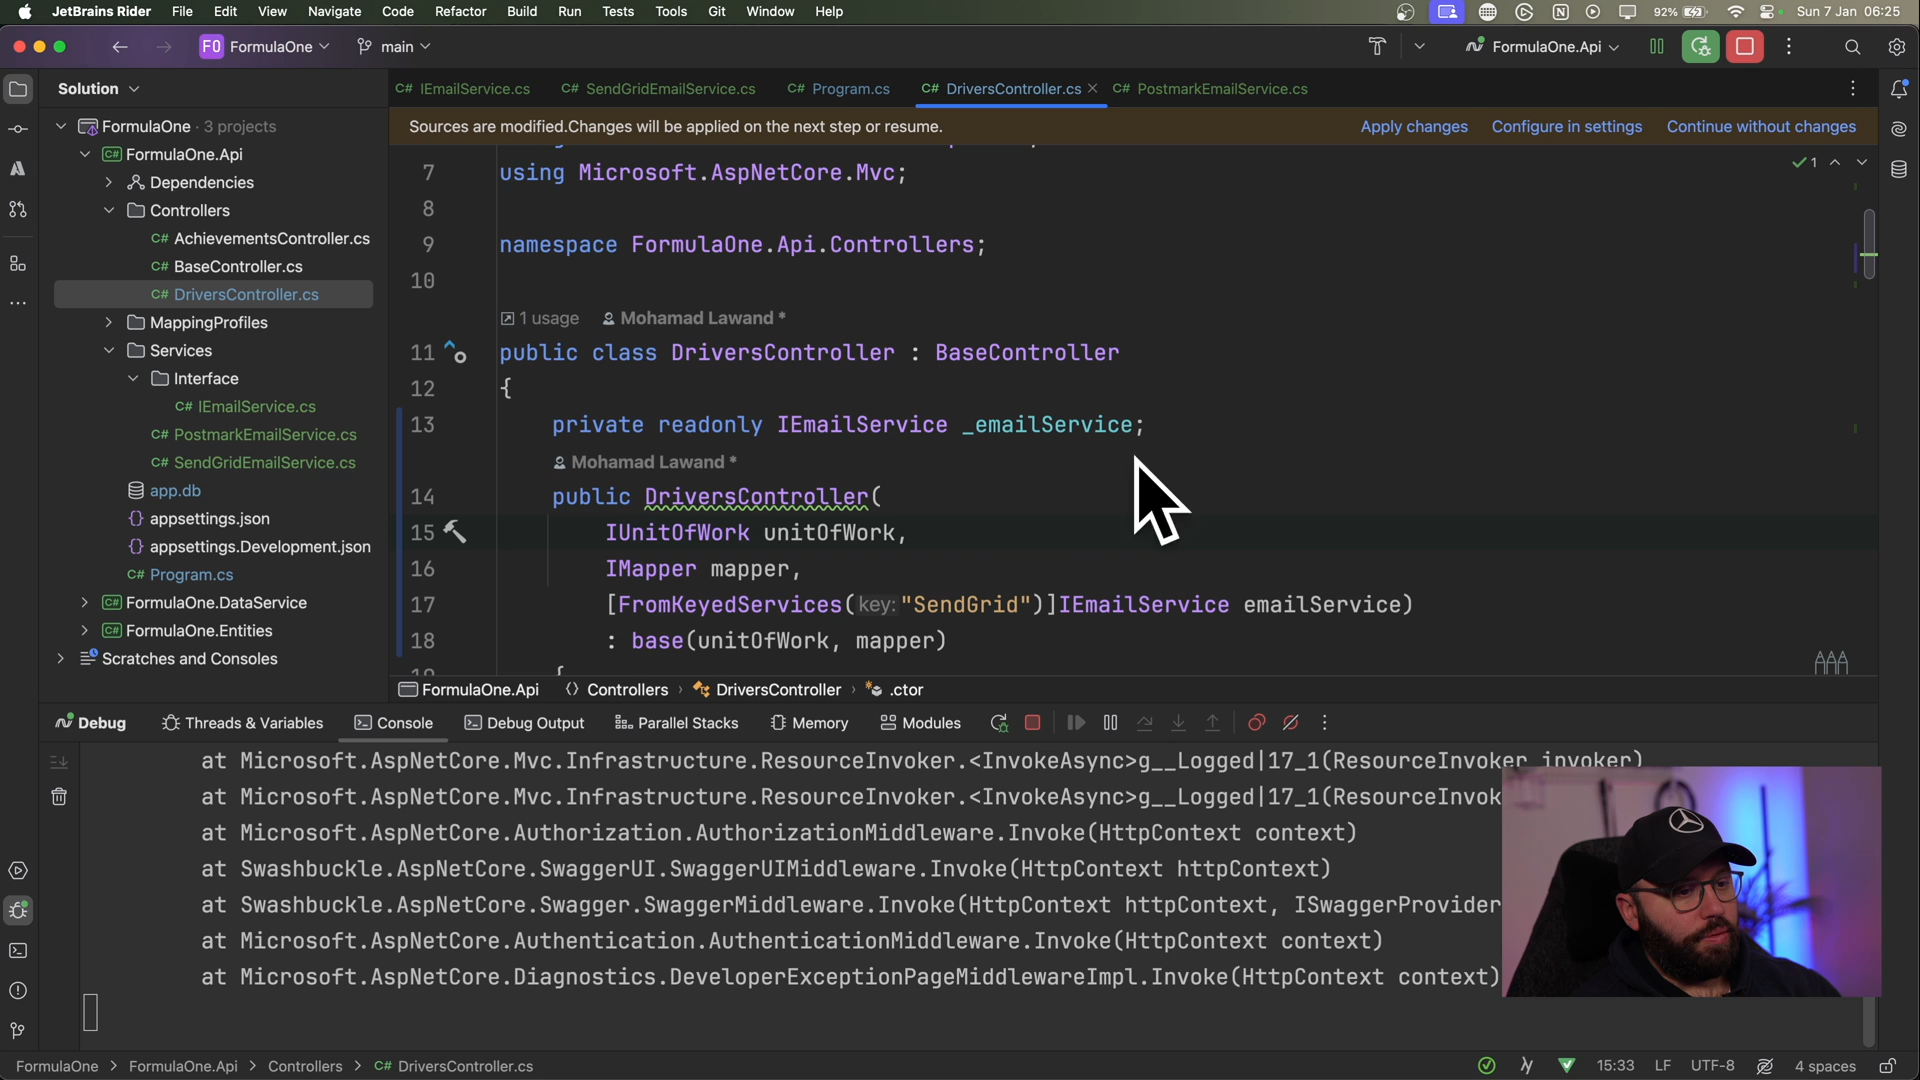 JetBrains Rider File Edit View Navigate Code Refactor Build Run Tests Tools Git Window Help 92% Sun 7 Jan 06:25
FO FormulaOne main FormulaOne.Api
Solution
FormulaOne · 3 projects
C# FormulaOne.Api
Dependencies
Controllers
C# AchievementsController.cs
C# BaseController.cs
C# DriversController.cs
MappingProfiles
Services
Interface
C# IEmailService.cs
C# PostmarkEmailService.cs
C# SendGridEmailService.cs
app.db
{} appsettings.json
{} appsettings.Development.json
C# Program.cs
C# FormulaOne.DataService
C# FormulaOne.Entities
Scratches and Consoles
C# IEmailService.cs C# SendGridEmailService.cs C# Program.cs C# DriversController.cs C# PostmarkEmailService.cs
Sources are modified.Changes will be applied on the next step or resume. Apply changes Configure in settings Continue without changes
1
7 using Microsoft.AspNetCore.Mvc;
8
9 namespace FormulaOne.Api.Controllers;
10
1 usage Mohamad Lawand *
11 public class DriversController : BaseController
12 {
13 private readonly IEmailService _emailService;
Mohamad Lawand *
14 public DriversController(
15 IUnitOfWork unitOfWork,
16 IMapper mapper,
17 [FromKeyedServices(key:"SendGrid")]IEmailService emailService)
18 : base(unitOfWork, mapper)
FormulaOne.Api Controllers DriversController .ctor
Debug Threads & Variables Console Debug Output Parallel Stacks Memory Modules
at Microsoft.AspNetCore.Mvc.Infrastructure.ResourceInvoker.<InvokeAsync>g__Logged|17_1(ResourceInvoker invoker)
at Microsoft.AspNetCore.Mvc.Infrastructure.ResourceInvoker.<InvokeAsync>g__Logged|17_1(ResourceInvok
at Microsoft.AspNetCore.Authorization.AuthorizationMiddleware.Invoke(HttpContext context)
at Swashbuckle.AspNetCore.SwaggerUI.SwaggerUIMiddleware.Invoke(HttpContext httpContext)
at Swashbuckle.AspNetCore.Swagger.SwaggerMiddleware.Invoke(HttpContext httpContext, ISwaggerProvider
at Microsoft.AspNetCore.Authentication.AuthenticationMiddleware.Invoke(HttpContext context)
at Microsoft.AspNetCore.Diagnostics.DeveloperExceptionPageMiddlewareImpl.Invoke(HttpContext context)
FormulaOne FormulaOne.Api Controllers C# DriversController.cs 15:33 LF UTF-8 4 spaces